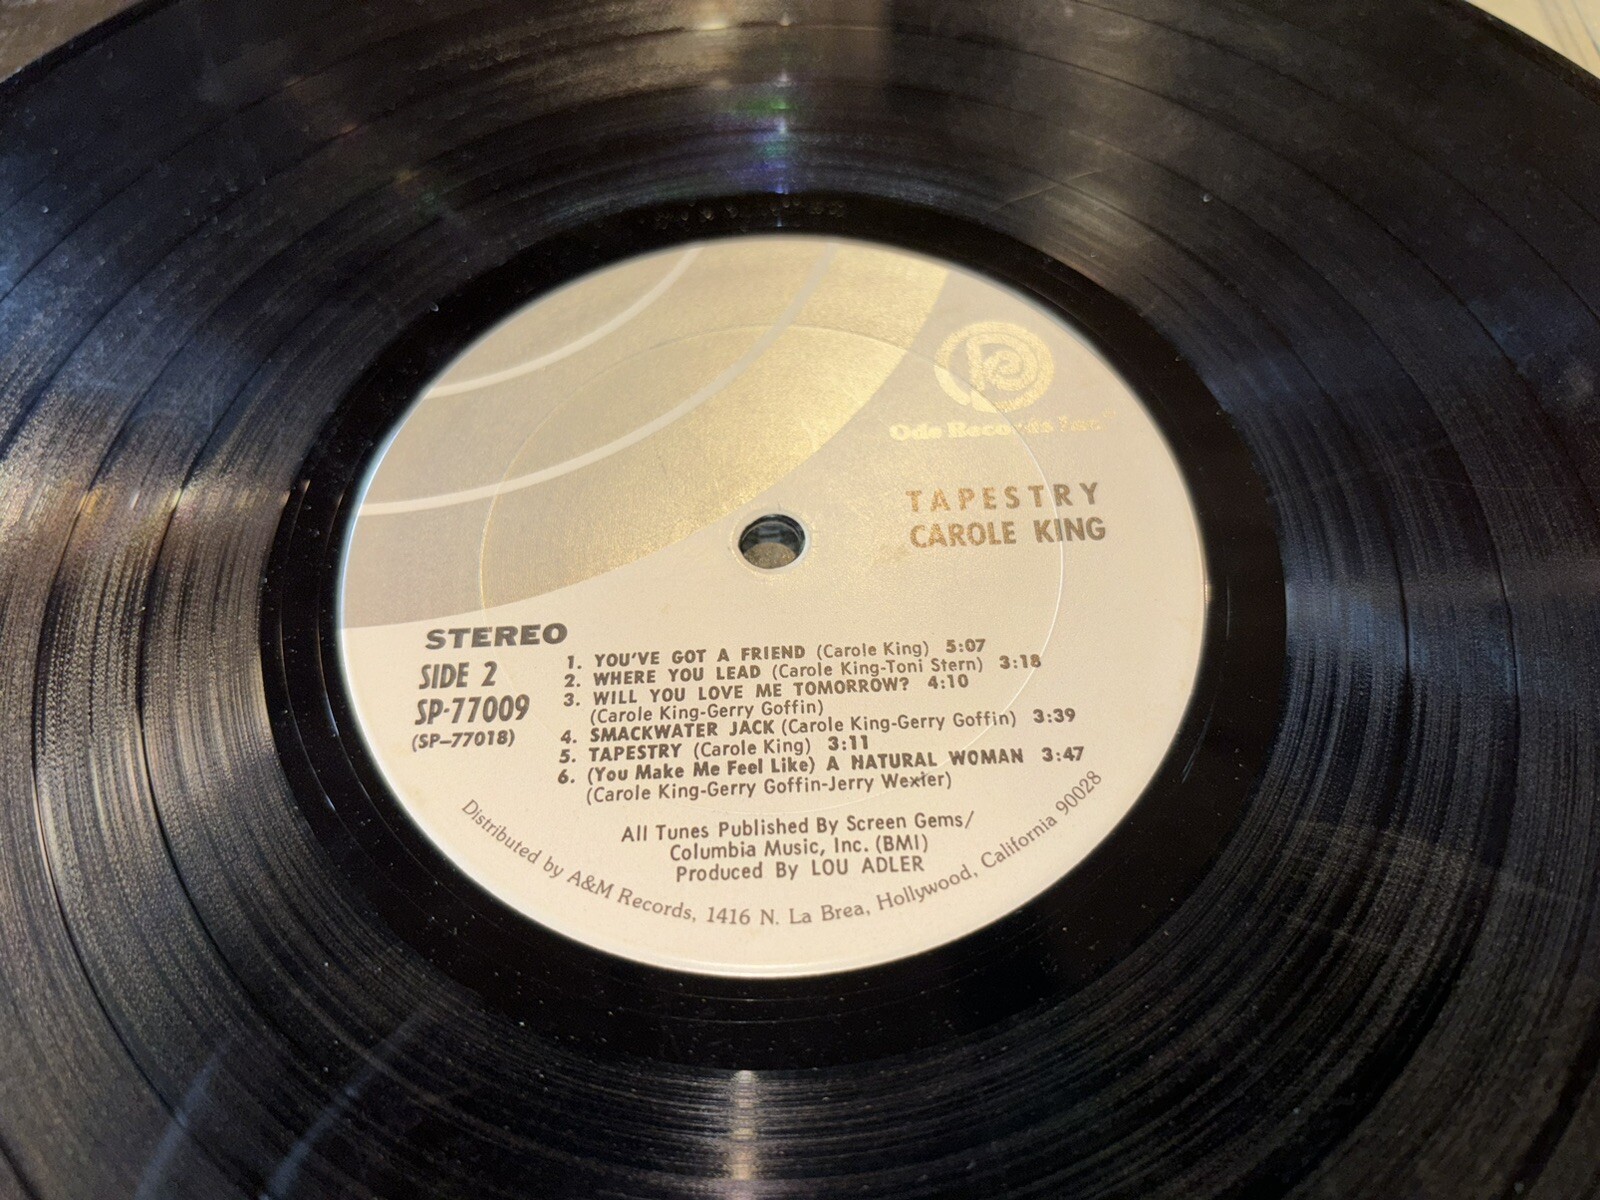 Ode Records Inc.
TAPESTRY
CAROLE KING
STEREO
SIDE 2
SP-77009
(SP-77018)
1. YOU'VE GOT A FRIEND (Carole King) 5:07
2. WHERE YOU LEAD (Carole King-Toni Stern) 3:18
3. WILL YOU LOVE ME TOMORROW? 4:10
(Carole King-Gerry Goffin)
4. SMACKWATER JACK (Carole King-Gerry Goffin) 3:39
5. TAPESTRY (Carole King) 3:11
6. (You Make Me Feel Like) A NATURAL WOMAN 3:47
(Carole King-Gerry Goffin-Jerry Wexler)
All Tunes Published By Screen Gems/
Columbia Music, Inc. (BMI)
Produced By LOU ADLER
Distributed by A&M Records, 1416 N. La Brea, Hollywood, California 90028